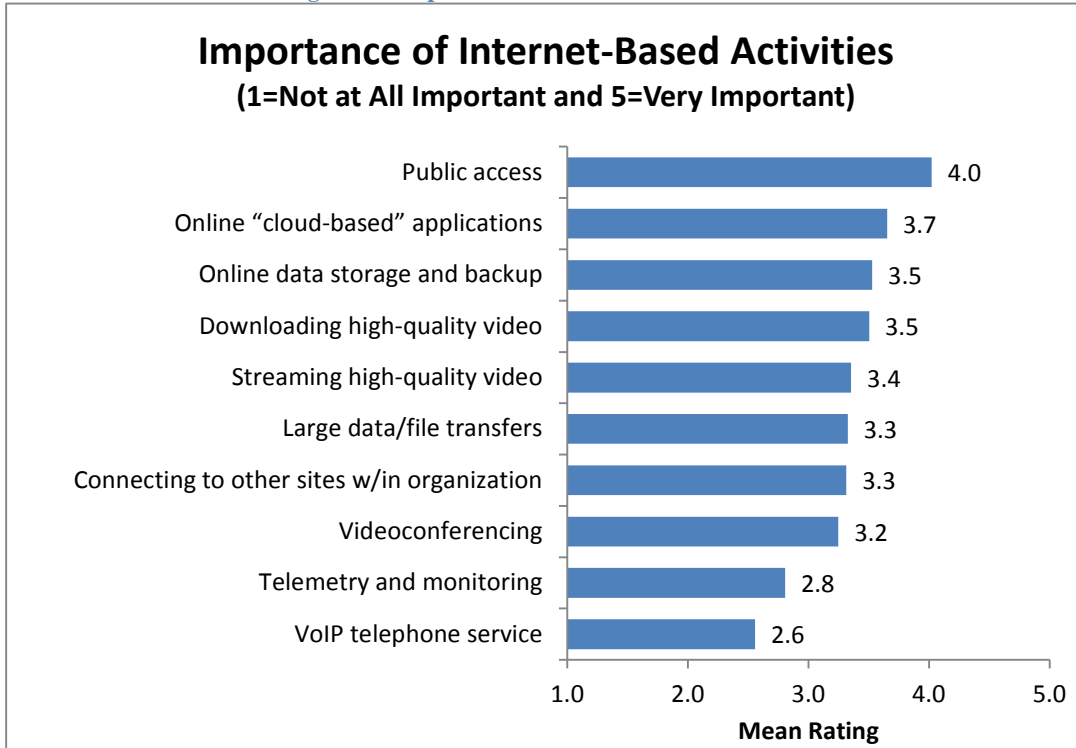 Importance of Internet-Based Activities
(1=Not at All Important and 5=Very Important)
Public access 4.0
Online “cloud-based” applications 3.7
Online data storage and backup 3.5
Downloading high-quality video 3.5
Streaming high-quality video 3.4
Large data/file transfers 3.3
Connecting to other sites w/in organization 3.3
Videoconferencing 3.2
Telemetry and monitoring 2.8
VoIP telephone service 2.6
1.0 2.0 3.0 4.0 5.0
Mean Rating